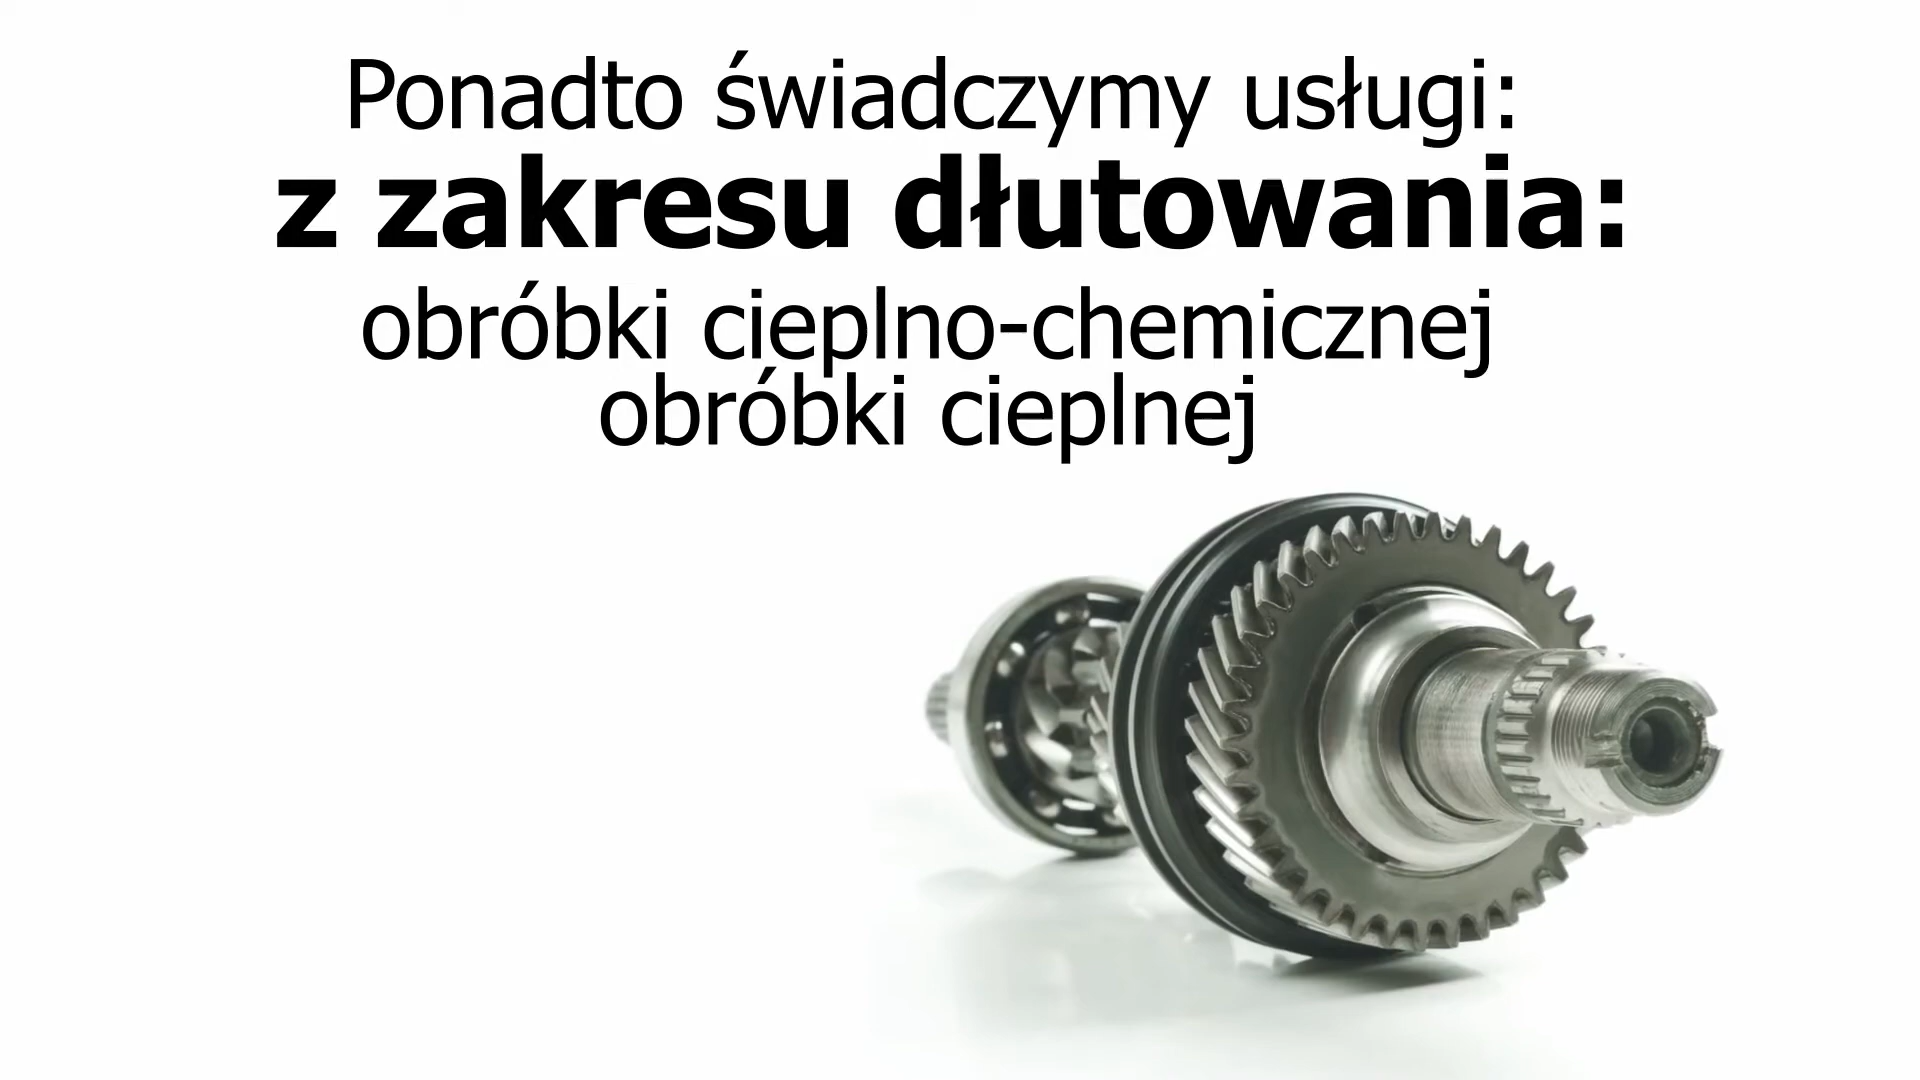 Ponadto świadczymy usługi:
z zakresu dłutowania:
obróbki cieplno-chemicznej
obróbki cieplnej